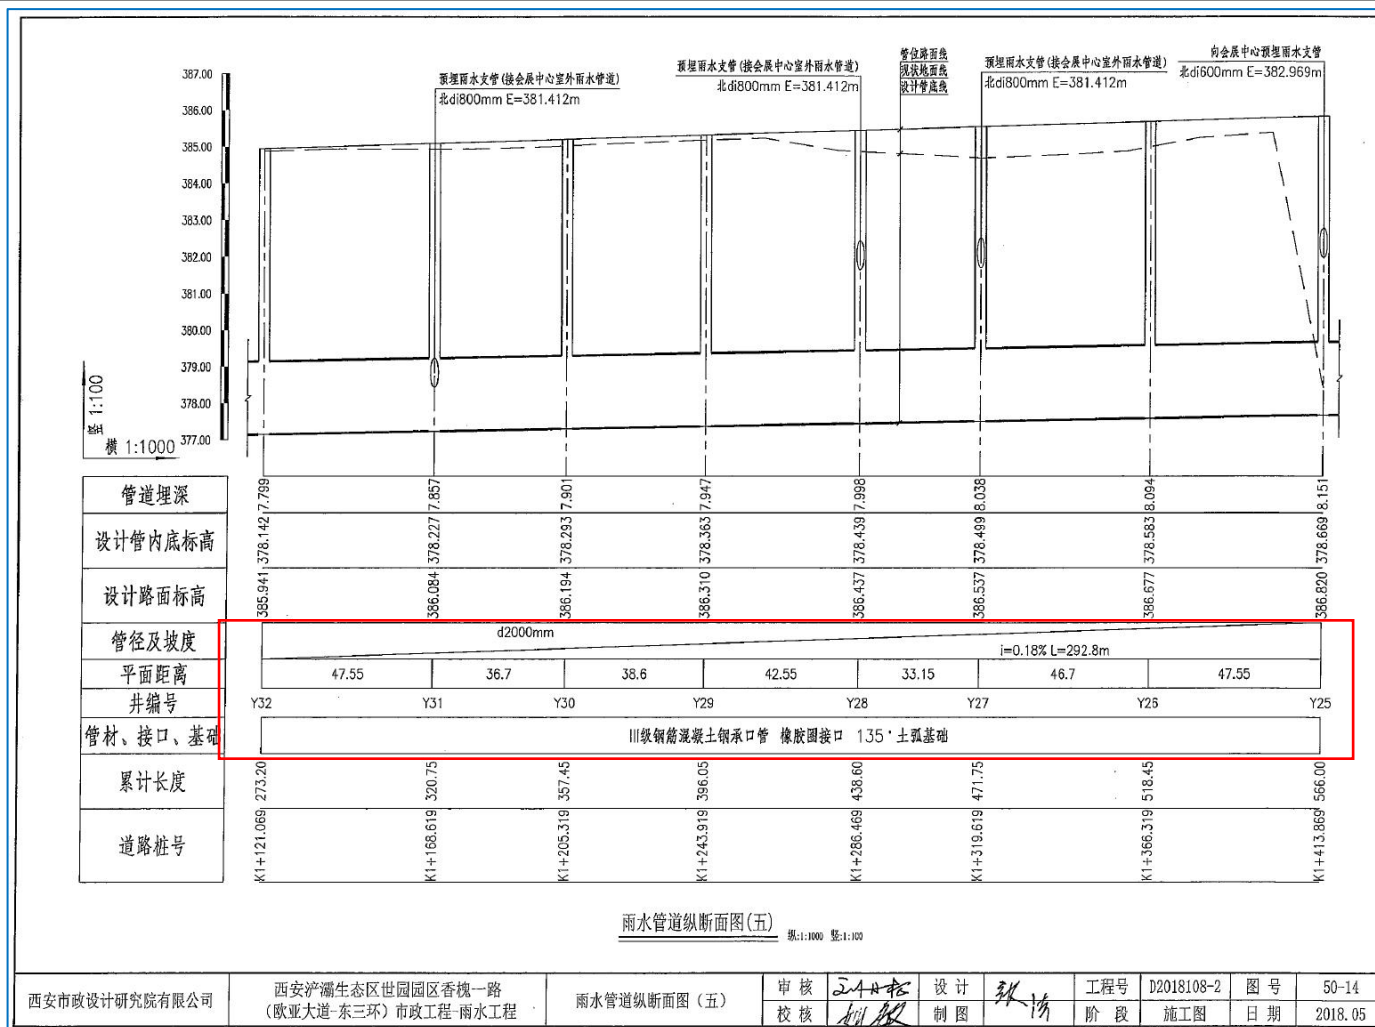 387.00
386.00
385.00
384.00
383.00
382.00
381.00
380.00
379.00
378.00
377.00
竖 1:100
横 1:1000
预埋雨水支管(接会展中心室外雨水管道)
北di800mm E=381.412m
预埋雨水支管(接会展中心室外雨水管道)
北di800mm E=381.412m
管位路面线
现状地面线
设计管底线
预埋雨水支管(接会展中心室外雨水管道)
北di800mm E=381.412m
向会展中心预埋雨水支管
北di600mm E=382.969m
管道埋深 7.799 7.857 7.901 7.947 7.998 8.038 8.094 8.151
设计管内底标高 378.142 378.227 378.293 378.363 378.439 378.499 378.583 378.669
设计路面标高 385.941 386.084 386.194 386.310 386.437 386.537 386.677 386.820
管径及坡度 d2000mm i=0.18% L=292.8m
平面距离 47.55 36.7 38.6 42.55 33.15 46.7 47.55
井编号 Y32 Y31 Y30 Y29 Y28 Y27 Y25 Y25
管材、接口、基础 III级钢筋混凝土钢承口管 橡胶圈接口 135°土弧基础
累计长度 273.20 320.75 357.45 396.05 438.60 471.75 518.45 566.00
道路桩号 K1+121.069 K1+168.619 K1+205.319 K1+243.919 K1+286.469 K1+319.619 K1+366.319 K1+413.869
雨水管道纵断面图(五) 纵:1:1000 竖:1:100
西安市政设计研究院有限公司
西安浐灞生态区世园园区香槐一路
(欧亚大道-东三环)市政工程-雨水工程
雨水管道纵断面图(五)
审核 设计 工程号 D2018108-2 图号 50-14
校核 制图 阶段 施工图 日期 2018.05